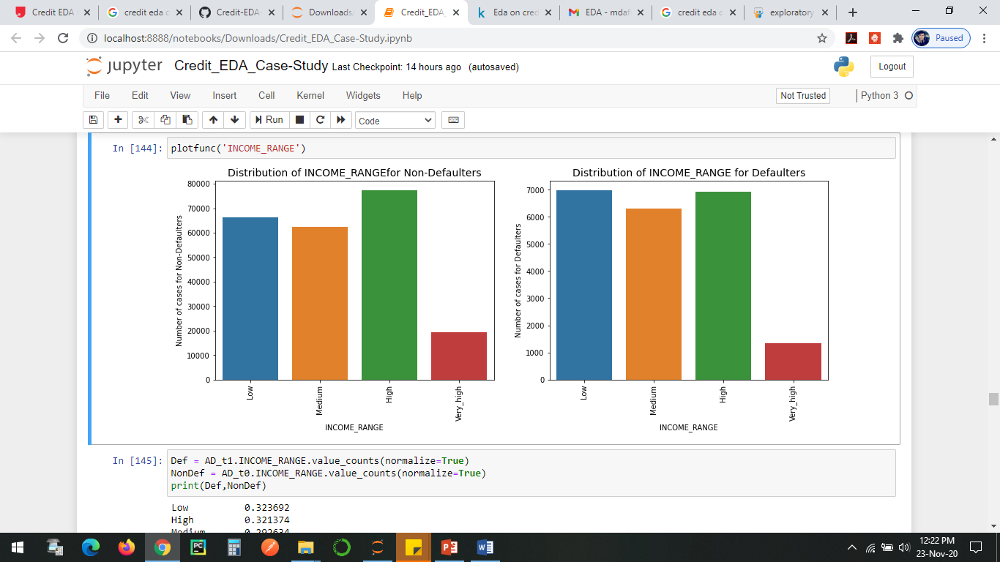 Credit EDA
credit eda c
Credit-EDA-
Downloads/
Credit_EDA_
Eda on cred
EDA - mdaf
credit eda c
exploratory
localhost:8888/notebooks/Downloads/Credit_EDA_Case-Study.ipynb
Paused
jupyter Credit_EDA_Case-Study Last Checkpoint: 14 hours ago (autosaved)
Logout
File Edit View Insert Cell Kernel Widgets Help
Not Trusted
Python 3
Run
Code
In [144]: plotfunc('INCOME_RANGE')
Distribution of INCOME_RANGEfor Non-Defaulters
Number of cases for Non-Defaulters
80000
70000
60000
50000
40000
30000
20000
10000
0
Low
Medium
High
Very_high
INCOME_RANGE
Distribution of INCOME_RANGE for Defaulters
Number of cases for Defaulters
7000
6000
5000
4000
3000
2000
1000
0
Low
Medium
High
Very_high
INCOME_RANGE
In [145]: Def = AD_t1.INCOME_RANGE.value_counts(normalize=True)
NonDef = AD_t0.INCOME_RANGE.value_counts(normalize=True)
print(Def,NonDef)
Low 0.323692
High 0.321374
Medium 0.292634
12:22 PM
23-Nov-20